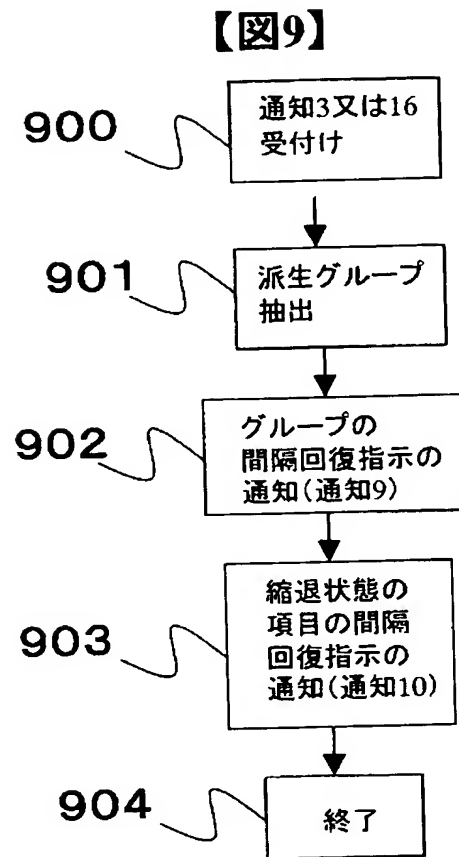 【図9】
900
通知3又は16
受付け
901
派生グループ
抽出
902
グループの
間隔回復指示の
通知(通知9)
903
縮退状態の
項目の間隔
回復指示の
通知(通知10)
904
終了